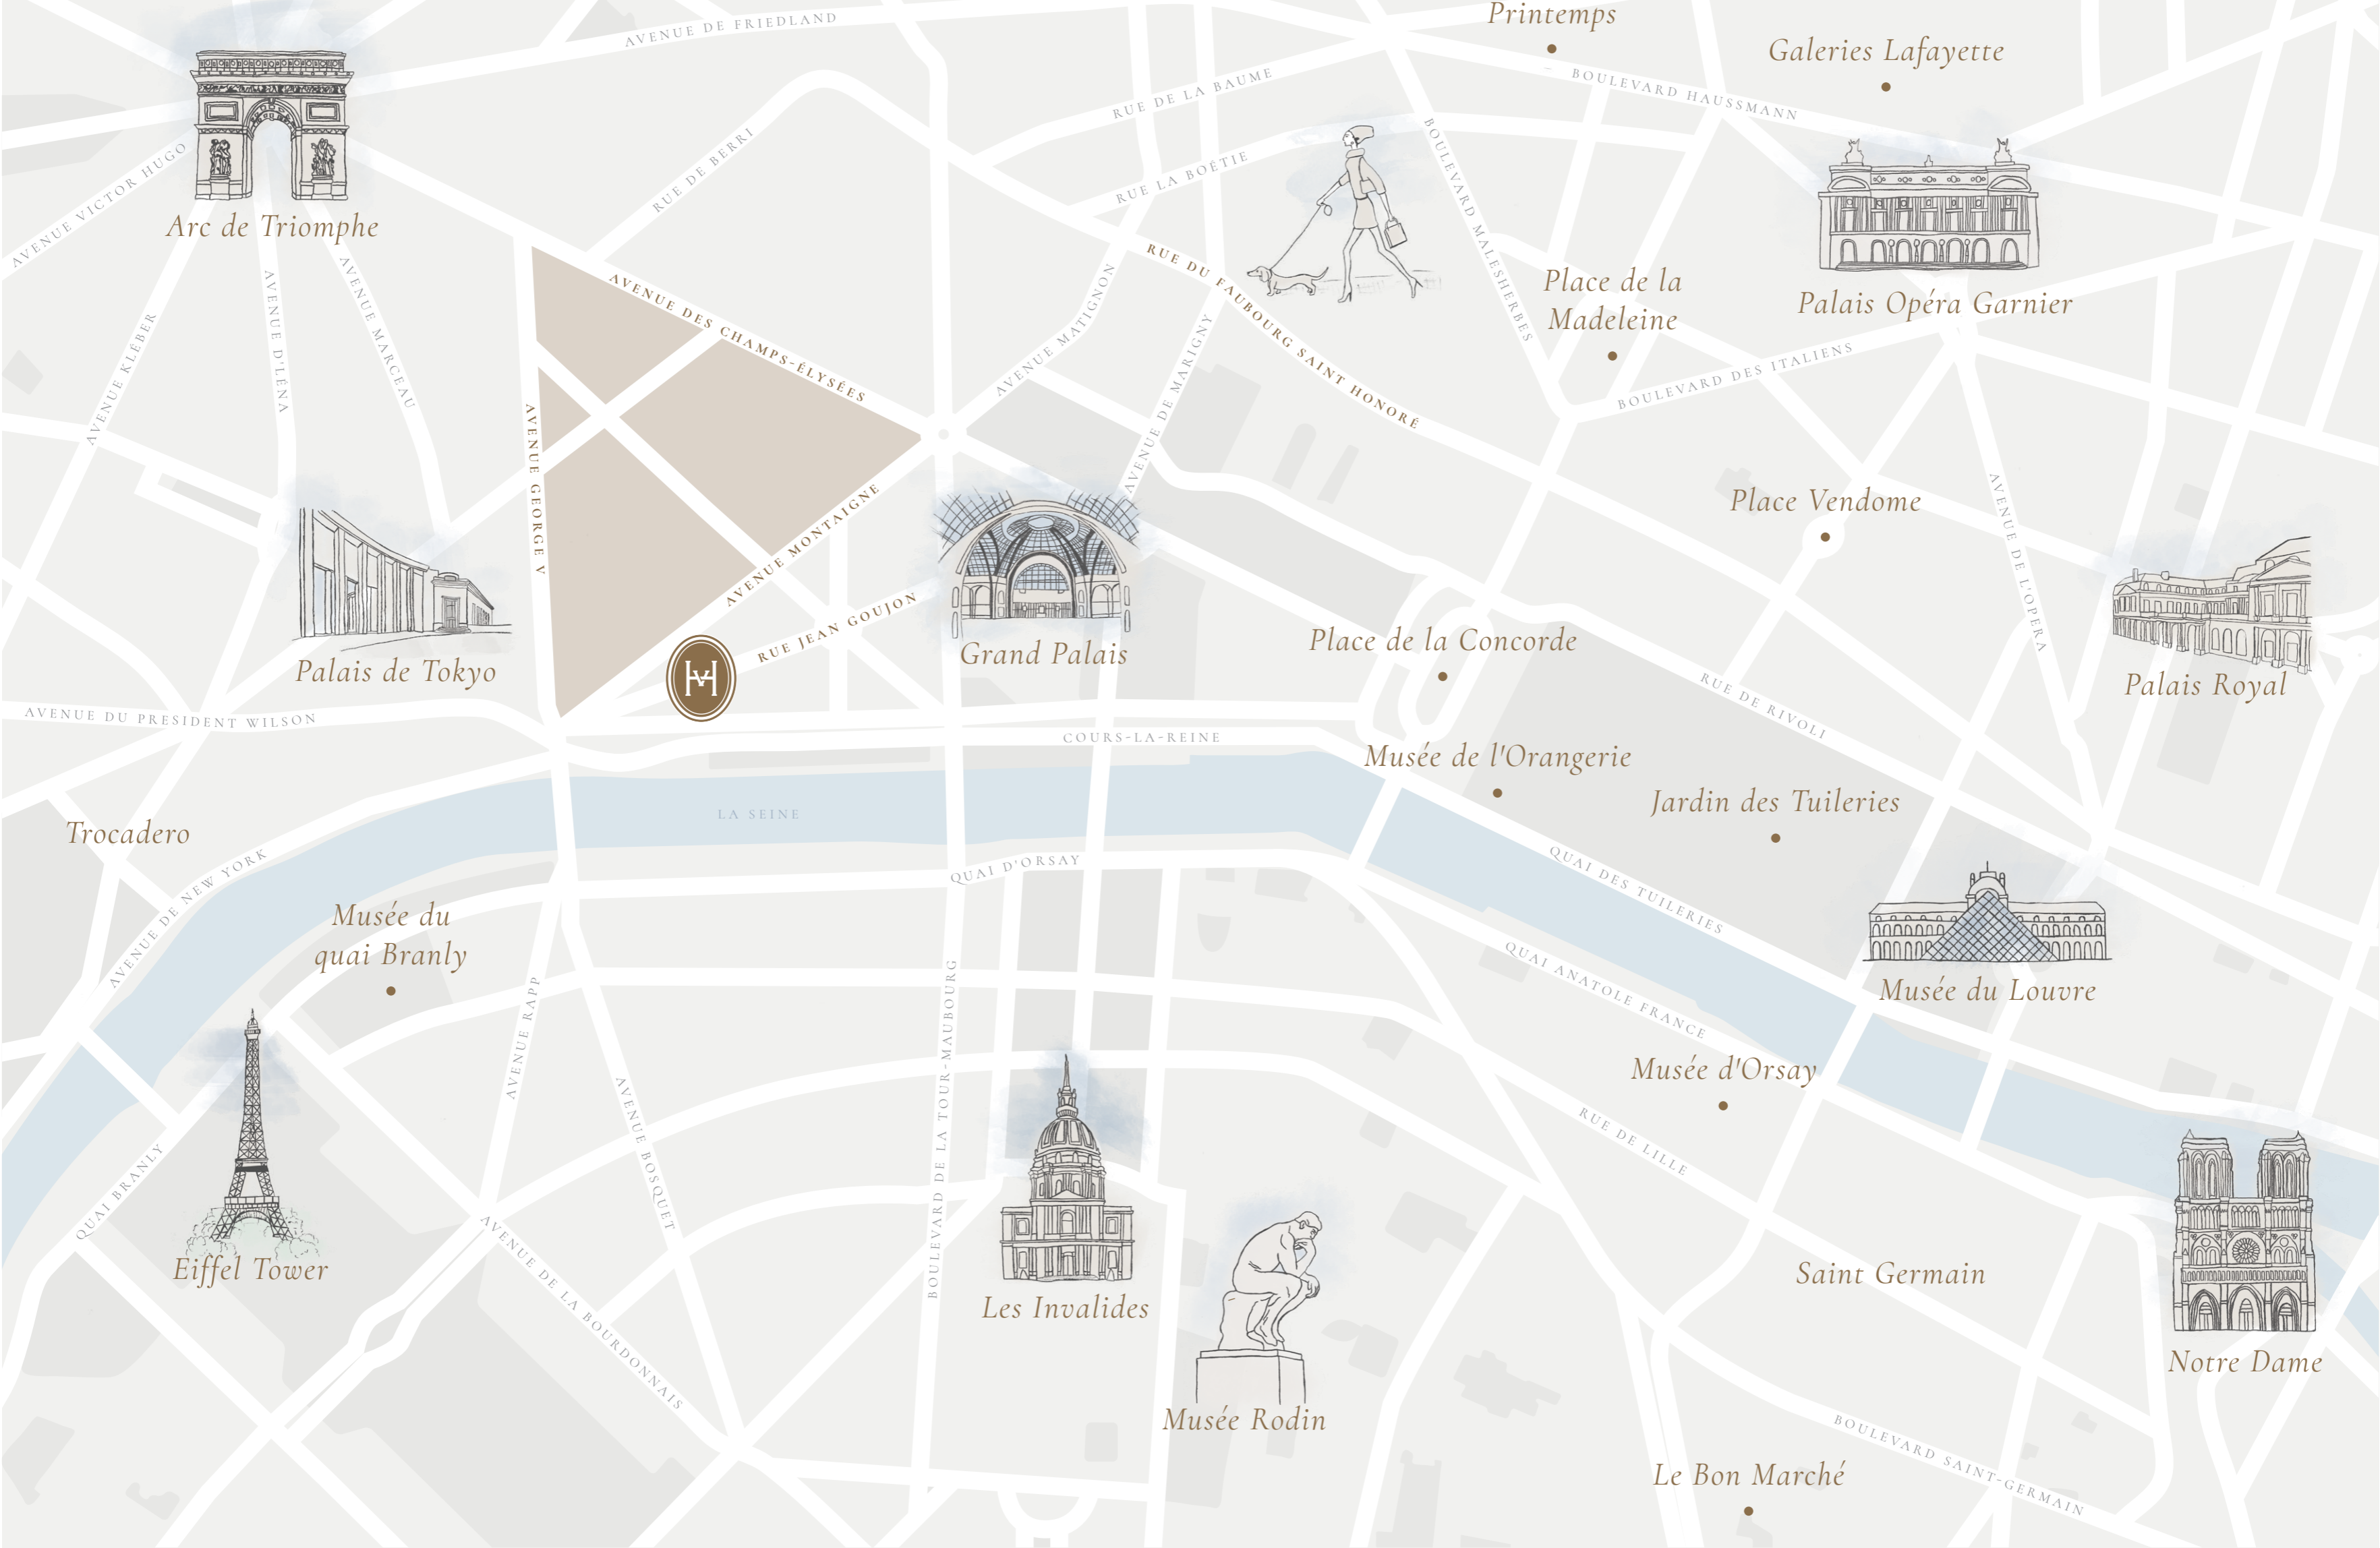 Printemps
AVENUE DE FRIEDLAND
Galeries Lafayette
RUE DE LA BAUME
BOULEVARD HAUSSMANN
AVENUE VICTOR HUGO
Arc de Triomphe
RUE DE BERRI
RUE LA BOÉTIE
BOULEVARD MALESHERBES
Place de la
Madeleine
Palais Opéra Garnier
AVENUE KLÉBER
AVENUE D'LÉNA
AVENUE MARCEAU
AVENUE DES CHAMPS-ÉLYSÉES
AVENUE MATIGNON
AVENUE DE MARIGNY
RUE DU FAUBOURG SAINT HONORÉ
BOULEVARD DES ITALIENS
AVENUE GEORGE V
AVENUE MONTAIGNE
Place Vendome
AVENUE DE L'OPERA
Palais de Tokyo
HV
RUE JEAN GOUJON
Grand Palais
Place de la Concorde
RUE DE RIVOLI
Palais Royal
AVENUE DU PRESIDENT WILSON
COURS-LA-REINE
Musée de l'Orangerie
Jardin des Tuileries
LA SEINE
Trocadero
AVENUE DE NEW YORK
QUAI D'ORSAY
QUAI DES TUILERIES
Musée du
quai Branly
QUAI ANATOLE FRANCE
Musée du Louvre
AVENUE RAPP
BOULEVARD DE LA TOUR-MAUBOURG
Musée d'Orsay
AVENUE BOSQUET
RUE DE LILLE
QUAI BRANLY
Eiffel Tower
AVENUE DE LA BOURDONNAIS
Les Invalides
Saint Germain
Notre Dame
Musée Rodin
BOULEVARD SAINT-GERMAIN
Le Bon Marché